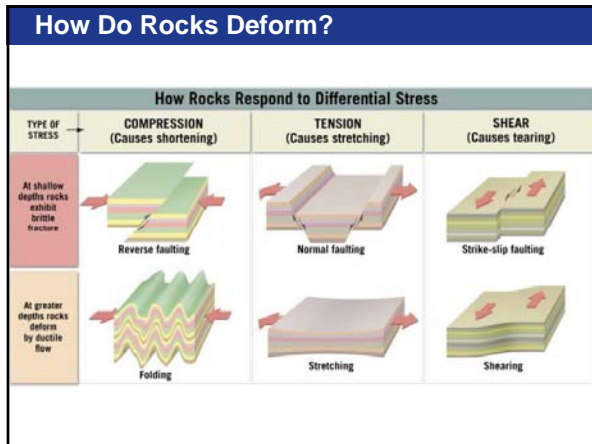 How Do Rocks Deform?
How Rocks Respond to Differential Stress
TYPE OF
STRESS
COMPRESSION
(Causes shortening)
TENSION
(Causes stretching)
SHEAR
(Causes tearing)
At shallow
depths rocks
exhibit
brittle
fracture
Reverse faulting
Normal faulting
Strike-slip faulting
At greater
depths rocks
deform
by ductile
flow
Folding
Stretching
Shearing